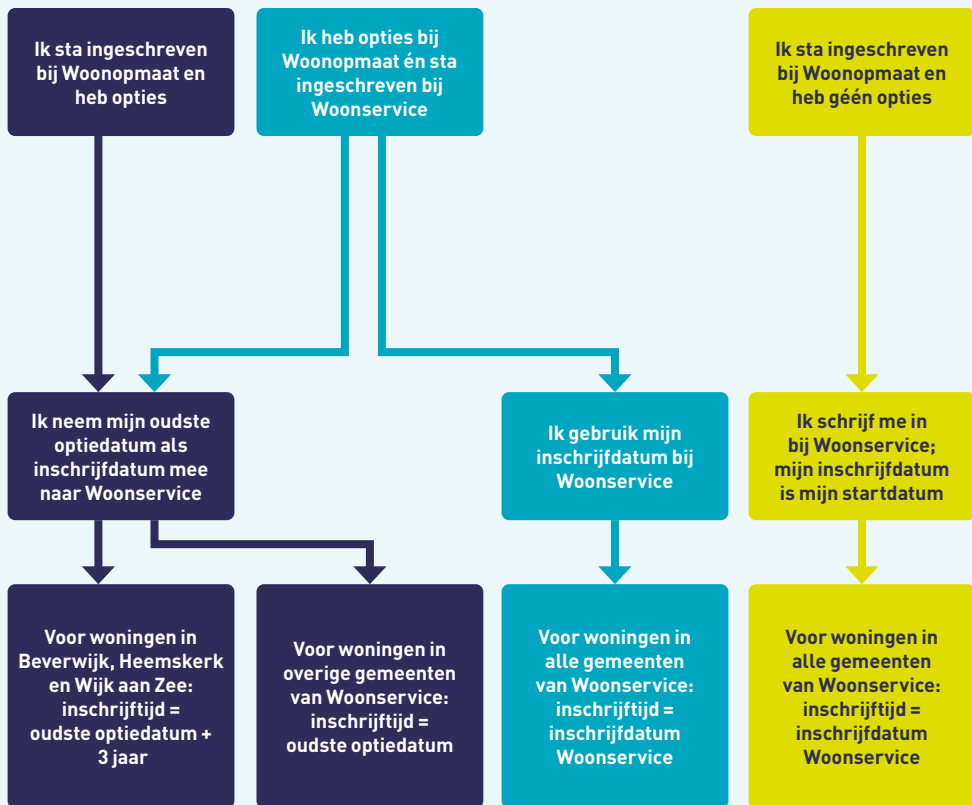 Ik sta ingeschreven
bij Woonopmaat en
heb opties
Ik heb opties bij
Woonopmaat én sta
ingeschreven bij
Woonservice
Ik sta ingeschreven
bij Woonopmaat en
heb géén opties
Ik neem mijn oudste
optiedatum als
inschrijfdatum mee
naar Woonservice
Ik gebruik mijn
inschrijfdatum bij
Woonservice
Ik schrijf me in
bij Woonservice;
mijn inschrijfdatum
is mijn startdatum
Voor woningen in
Beverwijk, Heemskerk
en Wijk aan Zee:
inschrijftijd =
oudste optiedatum +
3 jaar
Voor woningen in
overige gemeenten
van Woonservice:
inschrijftijd =
oudste optiedatum
Voor woningen in
alle gemeenten
van Woonservice:
inschrijftijd =
inschrijfdatum
Woonservice
Voor woningen in
alle gemeenten
van Woonservice:
inschrijftijd =
inschrijfdatum
Woonservice